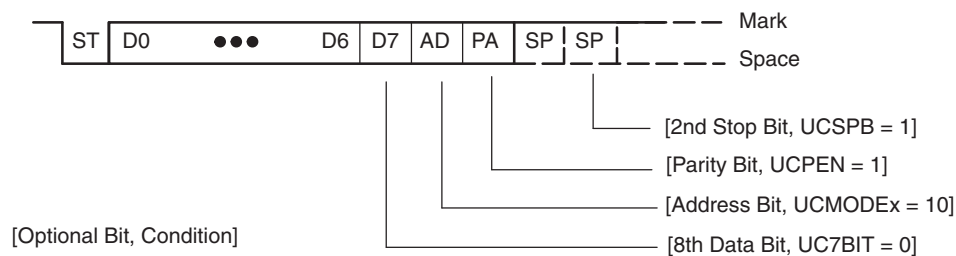 Mark
ST D0 ●●● D6 D7 AD PA SP SP
Space
[2nd Stop Bit, UCSPB = 1]
[Parity Bit, UCPEN = 1]
[Address Bit, UCMODEx = 10]
[Optional Bit, Condition]
[8th Data Bit, UC7BIT = 0]